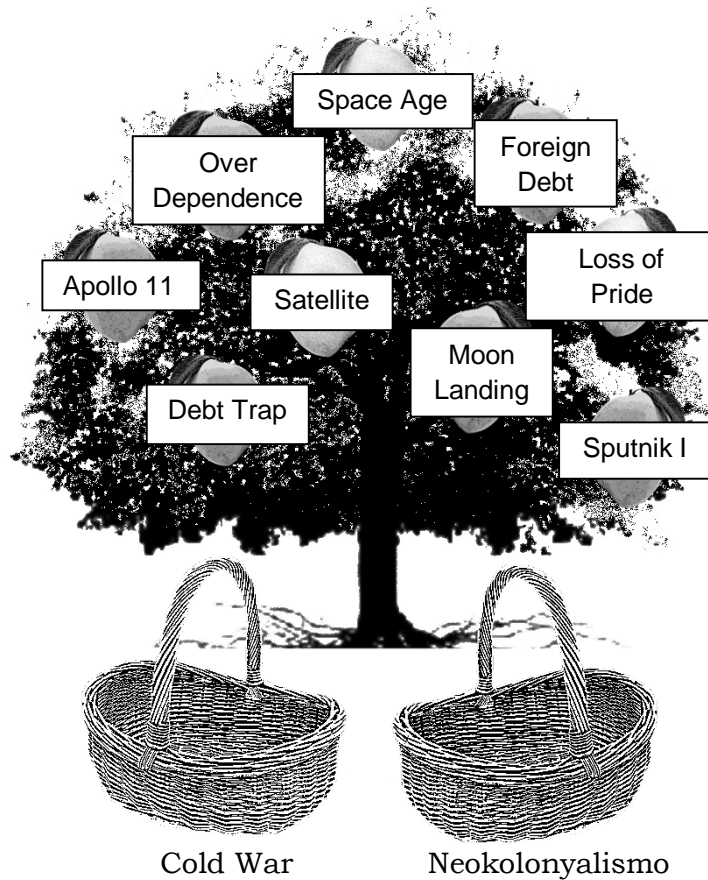 Space Age
Over
Dependence
Foreign
Debt
Apollo 11
Satellite
Loss of
Pride
Moon
Landing
Debt Trap
Sputnik I
Cold War
Neokolonyalismo